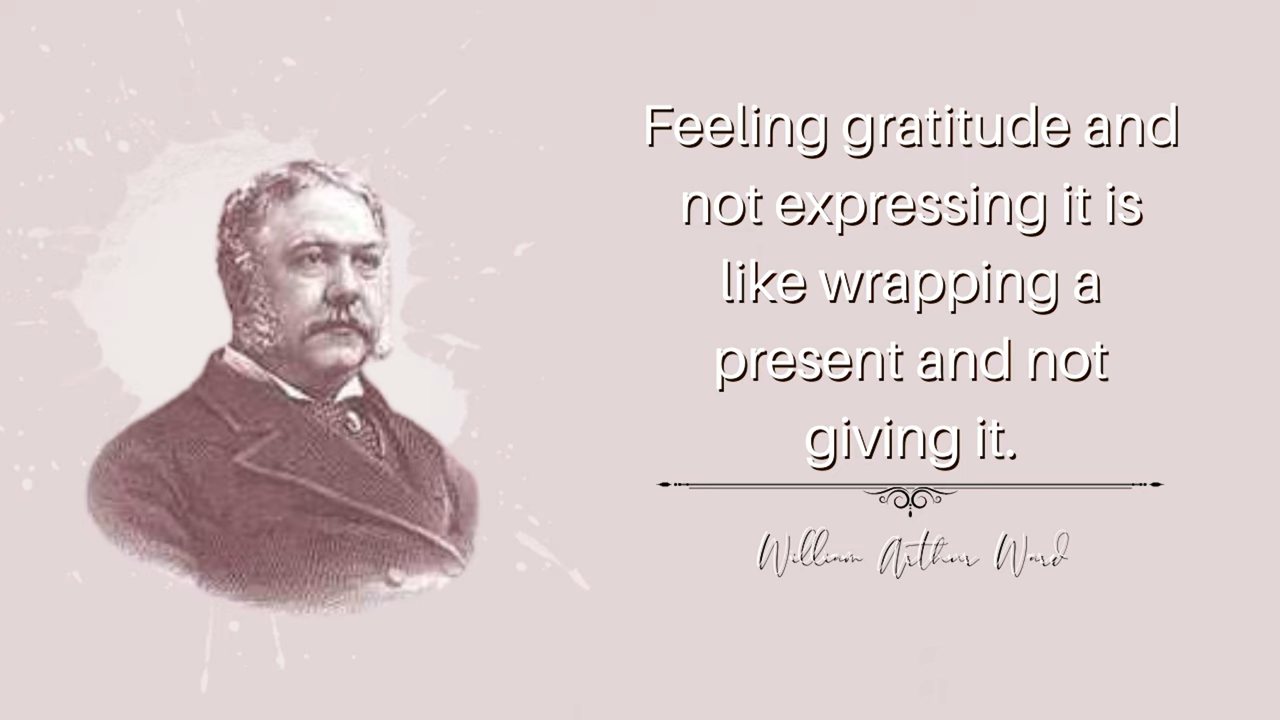 Feeling gratitude and
not expressing it is
like wrapping a
present and not
giving it.
William Arthur Ward